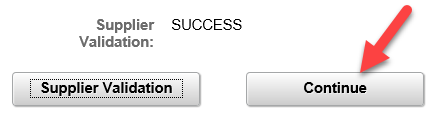 Supplier SUCCESS
Validation:
Supplier Validation Continue